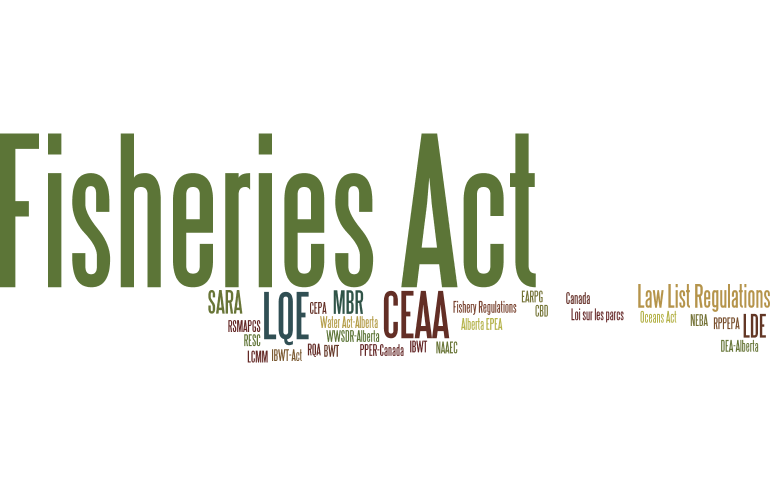 Fisheries Act
SARA LQE CEPA MBR CEAA Fishery Regulations EARPG CBD Canada Loi sur les parcs Law List Regulations
RSMAPGS Water Act-Alberta Alberta EPEA Oceans Act NEBA RPPEPA LDE
RESC WWSDR-Alberta DEA-Alberta
LCMM IBWT-Act RQA BWT PPER-Canada IBWT NAAEC